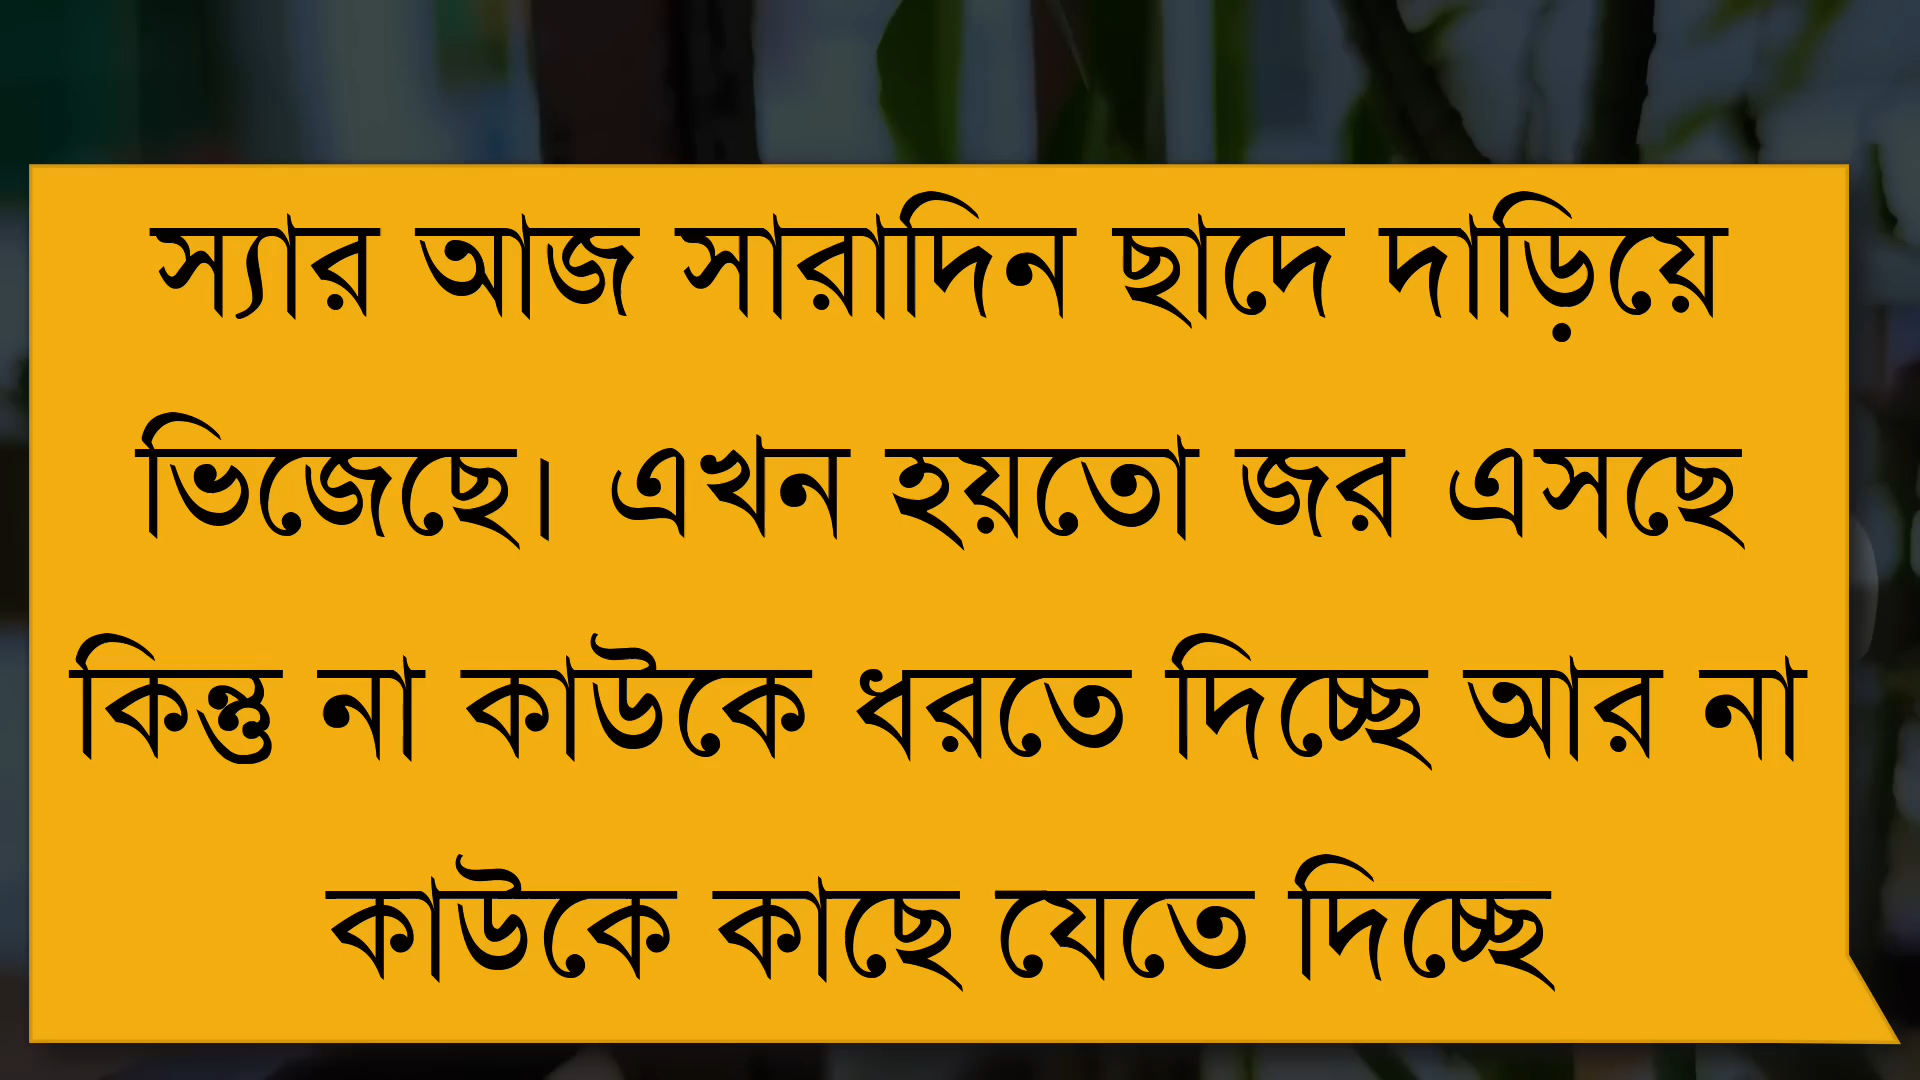 স্যার আজ সারাদিন ছাদে দাড়িয়ে
ভিজেছে। এখন হয়তো জর এসছে
কিন্তু না কাউকে ধরতে দিচ্ছে আর না
কাউকে কাছে যেতে দিচ্ছে